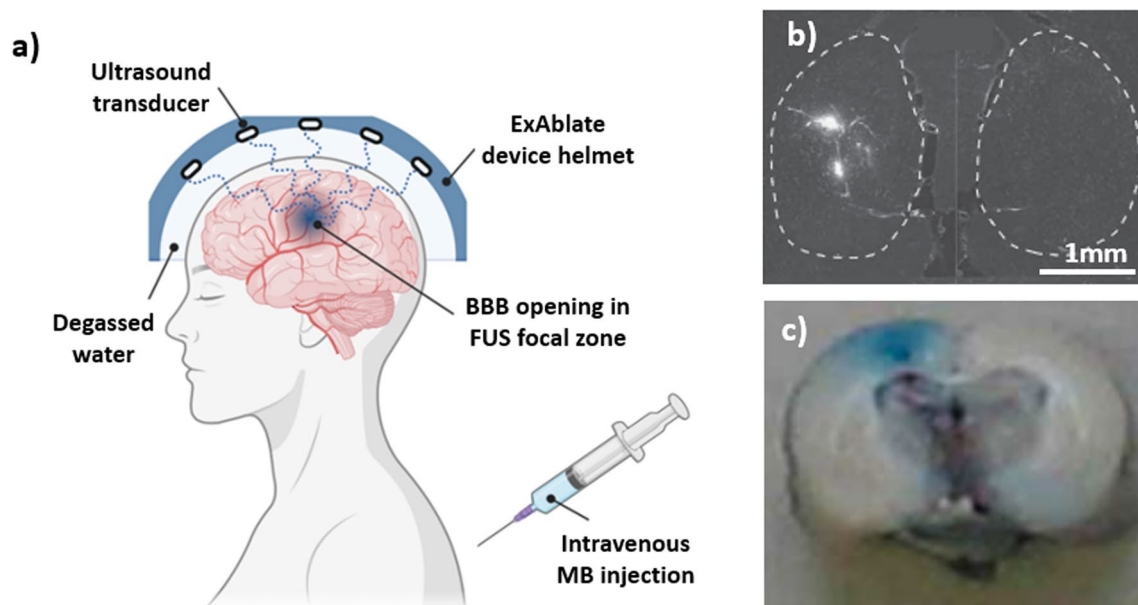 a)
Ultrasound
transducer
ExAblate
device helmet
Degassed
water
BBB opening in
FUS focal zone
Intravenous
MB injection
b)
1mm
c)